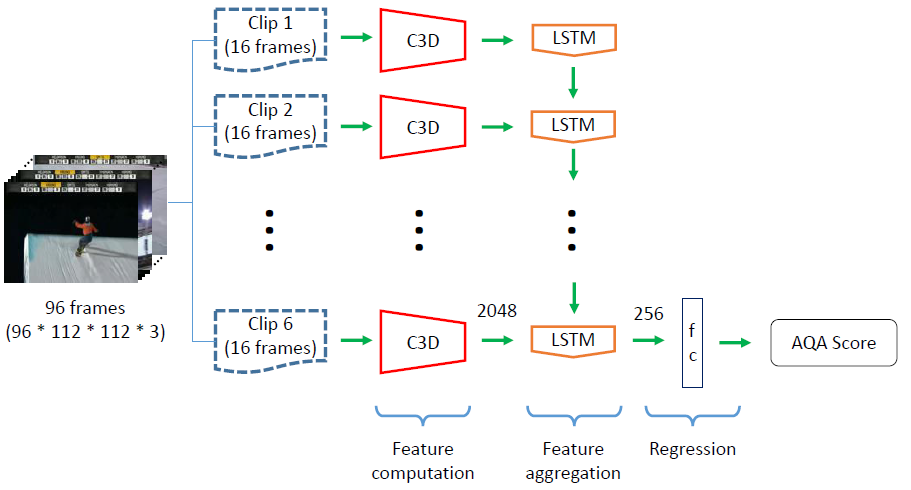 Clip 1
(16 frames)
C3D
LSTM
Clip 2
(16 frames)
C3D
LSTM
96 frames
(96 * 112 * 112 * 3)
Clip 6
(16 frames)
C3D
2048
LSTM
256
f
c
AQA Score
Feature
computation
Feature
aggregation
Regression